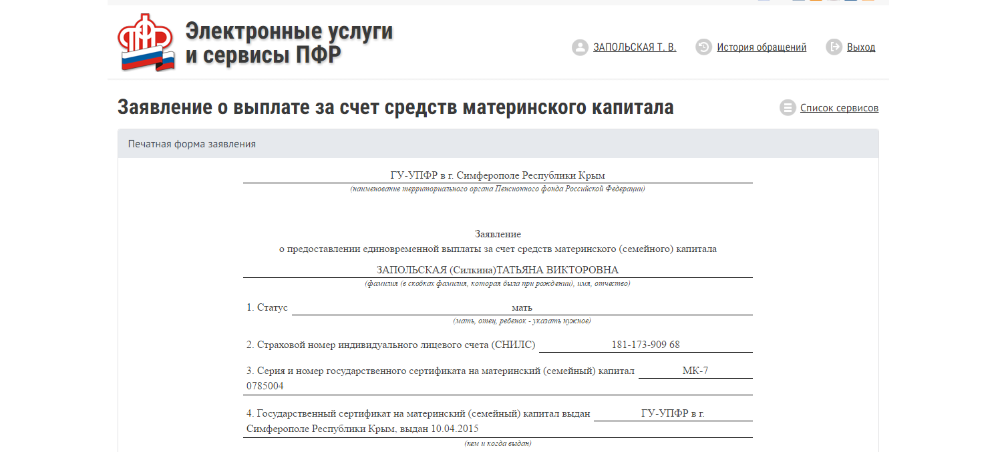 Электронные услуги
и сервисы ПФР
ЗАПОЛЬСКАЯ Т. В.
История обращений
Выход
Заявление о выплате за счет средств материнского капитала
Список сервисов
Печатная форма заявления
ГУ-УПФР в г. Симферополе Республики Крым
(наименование территориального органа Пенсионного фонда Российской Федерации)
Заявление
о предоставлении единовременной выплаты за счет средств материнского (семейного) капитала
ЗАПОЛЬСКАЯ (Силкина)ТАТЬЯНА ВИКТОРОВНА
(фамилия (в скобках фамилия, которая была при рождении), имя, отчество)
1. Статус мать
(мать, отец, ребенок - указать нужное)
2. Страховой номер индивидуального лицевого счета (СНИЛС) 181-173-909 68
3. Серия и номер государственного сертификата на материнский (семейный) капитал МК-7
0785004
4. Государственный сертификат на материнский (семейный) капитал выдан ГУ-УПФР в г.
Симферополе Республики Крым, выдан 10.04.2015
(кем и когда выдан)